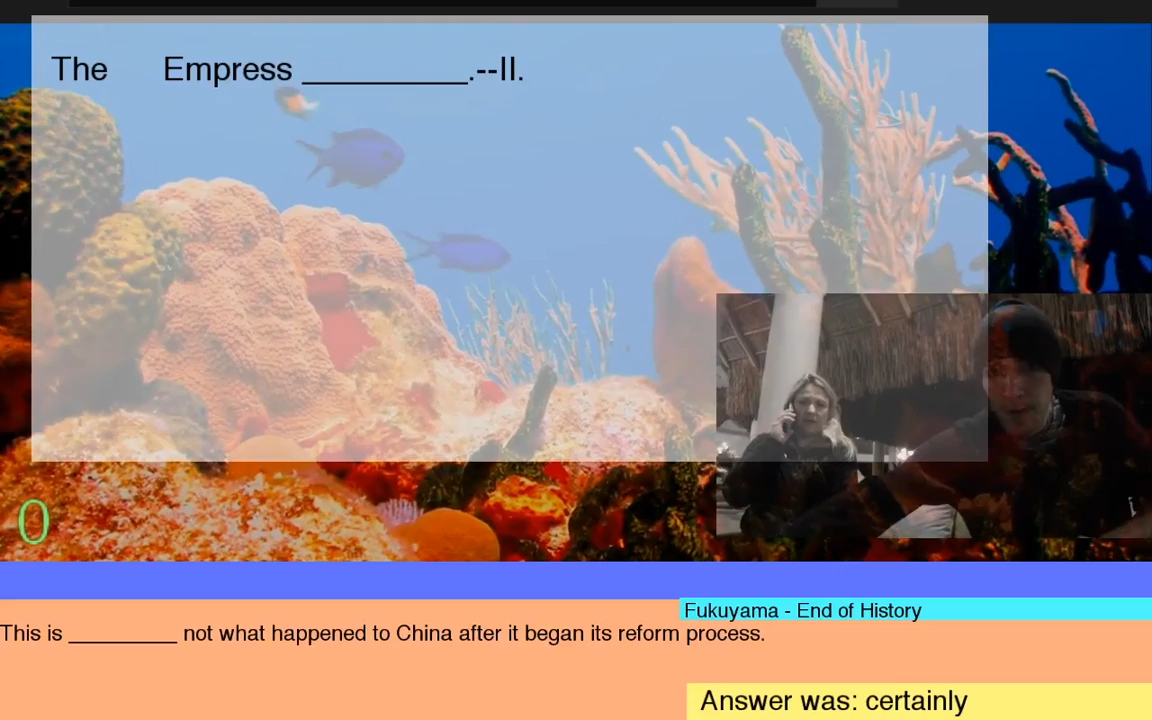 The Empress _________.--II.
0
Fukuyama - End of History
This is _________ not what happened to China after it began its reform process.
Answer was: certainly